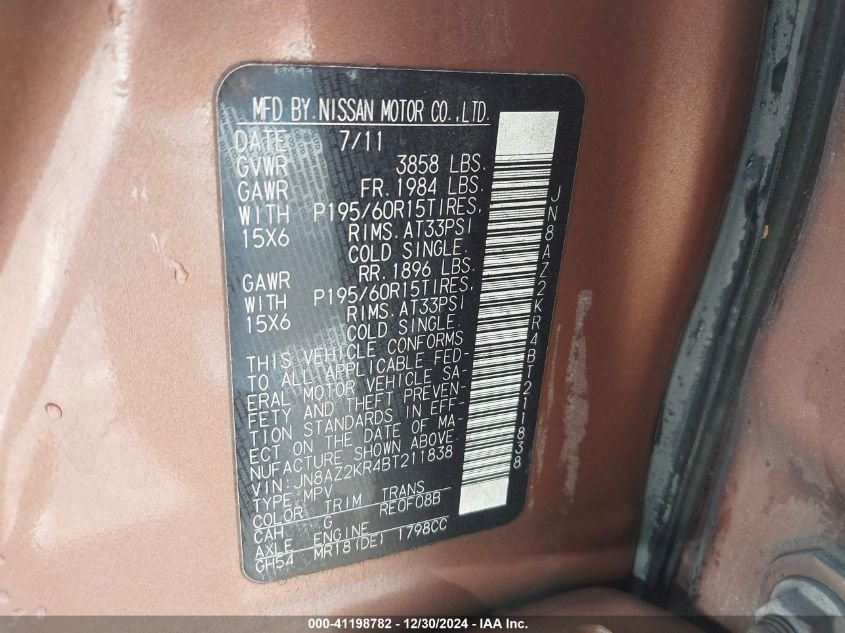 MFD BY NISSAN MOTOR CO.,LTD.
DATE 7/11
GVWR 3858 LBS.
GAWR FR. 1984 LBS.
WITH P195/60R15TIRES,
15X6 RIMS. AT33PSI
COLD SINGLE.
GAWR RR. 1896 LBS.
WITH P195/60R15TIRES,
15X6 RIMS. AT33PSI
COLD SINGLE.
THIS VEHICLE CONFORMS
TO ALL APPLICABLE FED-
ERAL MOTOR VEHICLE SA-
FETY AND THEFT PREVEN-
TION STANDARDS IN EFF-
ECT ON THE DATE OF MA-
NUFACTURE SHOWN ABOVE.
VIN: JN8AZ2KR4BT211838
TYPE: MPV
COLOR TRIM TRANS
CAH G RE0F08B
AXLE ENGINE
GH54 MR18(DE) 1798CC
JN8AZ2KR4BT211838
000-41198782 - 12/30/2024 - IAA Inc.